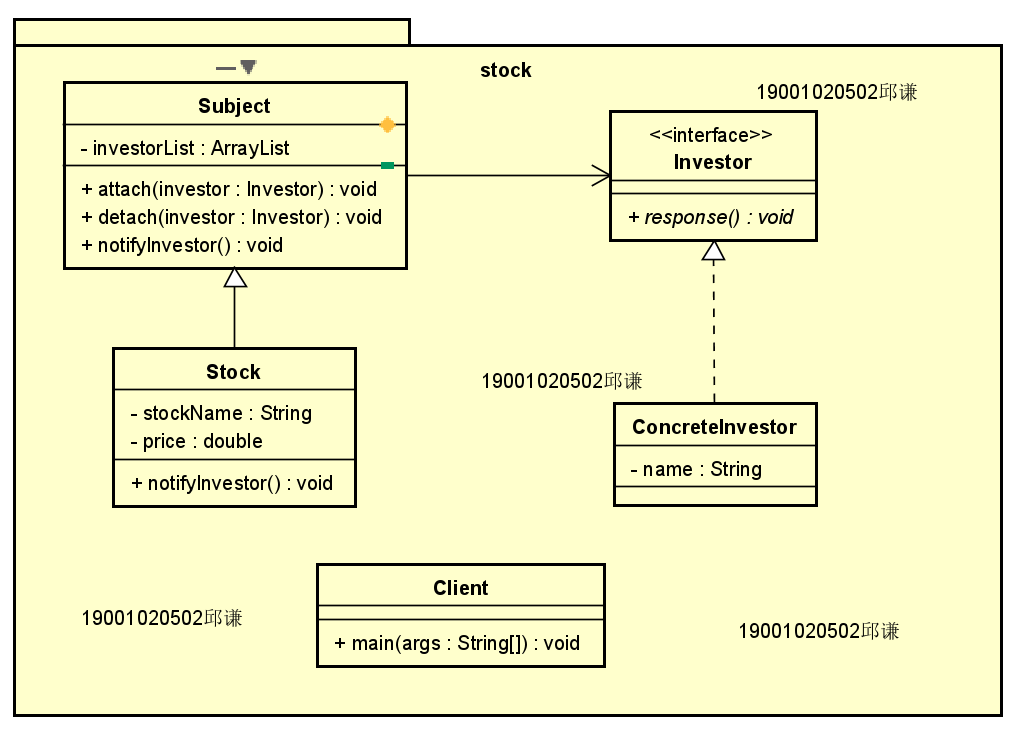 stock
19001020502邱谦
Subject
- investorList : ArrayList
+ attach(investor : Investor) : void
+ detach(investor : Investor) : void
+ notifyInvestor() : void
<<interface>>
Investor
+ response() : void
Stock
- stockName : String
- price : double
+ notifyInvestor() : void
19001020502邱谦
ConcreteInvestor
- name : String
Client
+ main(args : String[]) : void
19001020502邱谦
19001020502邱谦